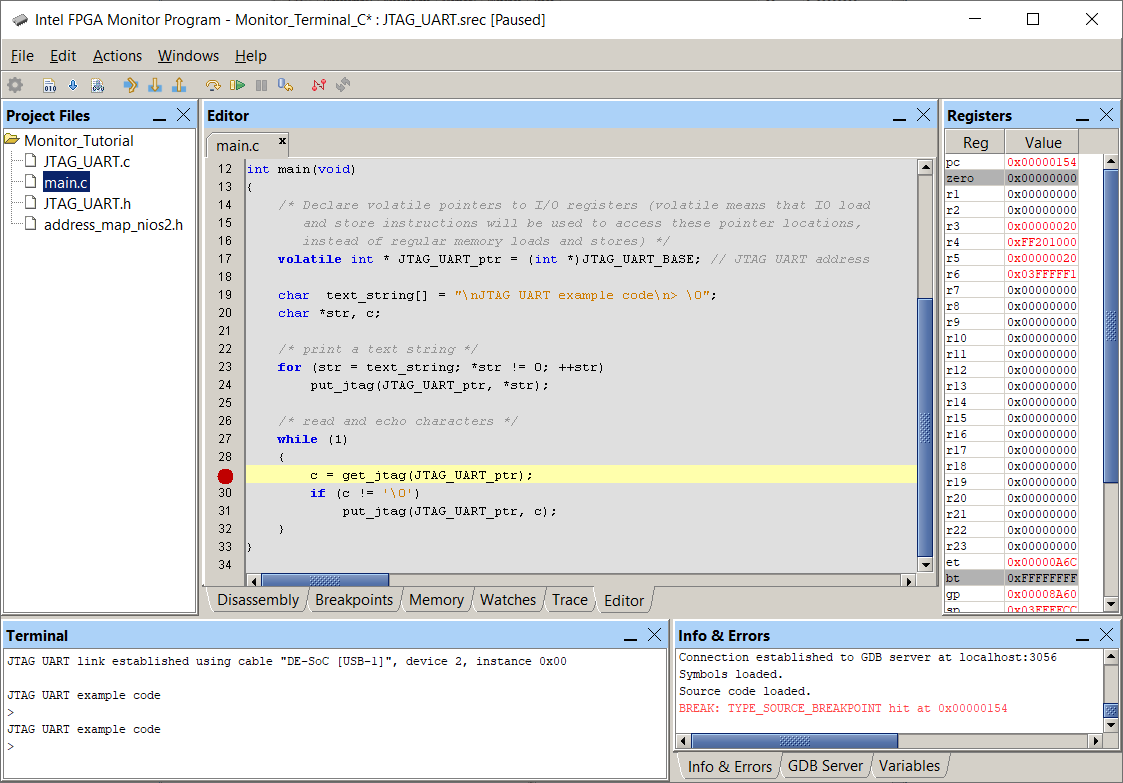 Intel FPGA Monitor Program - Monitor_Terminal_C* : JTAG_UART.srec [Paused]
File Edit Actions Windows Help
Project Files
Monitor_Tutorial
JTAG_UART.c
main.c
JTAG_UART.h
address_map_nios2.h
Editor
main.c x
12 int main(void)
13 {
14 /* Declare volatile pointers to I/O registers (volatile means that IO load
15 and store instructions will be used to access these pointer locations,
16 instead of regular memory loads and stores) */
17 volatile int * JTAG_UART_ptr = (int *)JTAG_UART_BASE; // JTAG UART address
18
19 char text_string[] = "\nJTAG UART example code\n> \0";
20 char *str, c;
21
22 /* print a text string */
23 for (str = text_string; *str != 0; ++str)
24 put_jtag(JTAG_UART_ptr, *str);
25
26 /* read and echo characters */
27 while (1)
28 {
c = get_jtag(JTAG_UART_ptr);
30 if (c != '\0')
31 put_jtag(JTAG_UART_ptr, c);
32 }
33 }
34
Disassembly Breakpoints Memory Watches Trace Editor
Registers
Reg Value
pc 0x00000154
zero 0x00000000
r1 0x00000000
r2 0x00000000
r3 0x00000020
r4 0xFF201000
r5 0x00000020
r6 0x03FFFFF1
r7 0x00000000
r8 0x00000000
r9 0x00000000
r10 0x00000000
r11 0x00000000
r12 0x00000000
r13 0x00000000
r14 0x00000000
r15 0x00000000
r16 0x00000000
r17 0x00000000
r18 0x00000000
r19 0x00000000
r20 0x00000000
r21 0x00000000
r22 0x00000000
r23 0x00000000
et 0x00000A6C
bt 0xFFFFFFFF
gp 0x00008A60
sp 0x03FFFFCC
Terminal
JTAG UART link established using cable "DE-SoC [USB-1]", device 2, instance 0x00
JTAG UART example code
>
JTAG UART example code
>
Info & Errors
Connection established to GDB server at localhost:3056
Symbols loaded.
Source code loaded.
BREAK: TYPE_SOURCE_BREAKPOINT hit at 0x00000154
Info & Errors GDB Server Variables